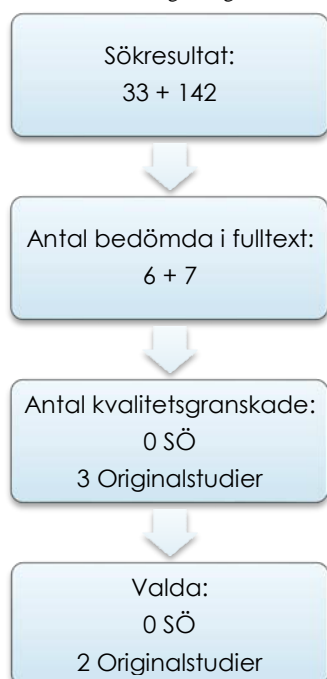 Sökresultat:
33 + 142
Antal bedömda i fulltext:
6 + 7
Antal kvalitetsgranskade:
0 SÖ
3 Originalstudier
Valda:
0 SÖ
2 Originalstudier